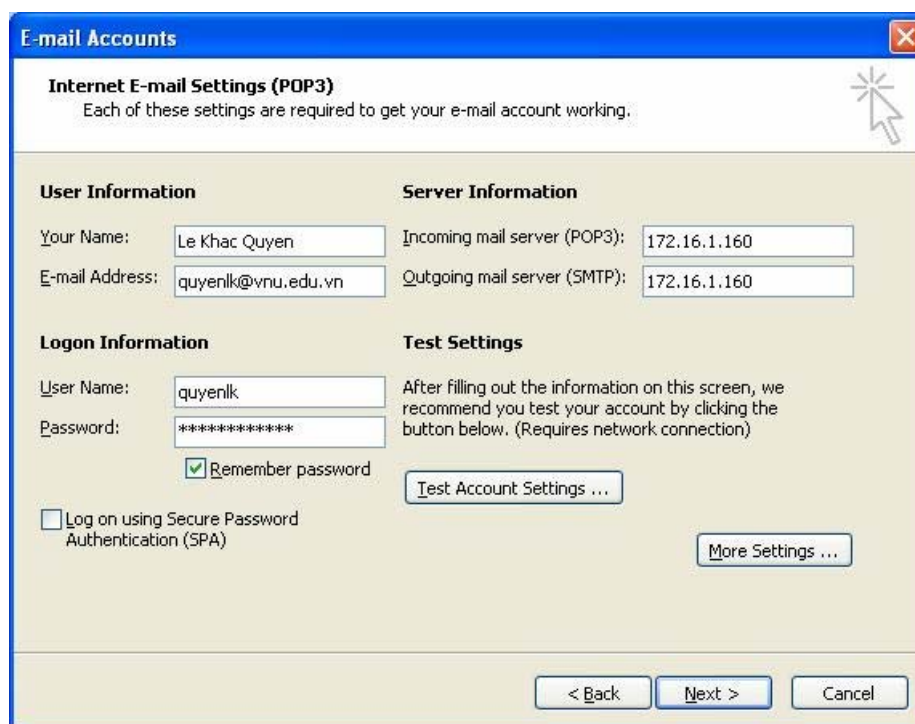 E-mail Accounts
Internet E-mail Settings (POP3)
Each of these settings are required to get your e-mail account working.
User Information
Your Name: Le Khac Quyen
E-mail Address: quyenlk@vnu.edu.vn
Server Information
Incoming mail server (POP3): 172.16.1.160
Outgoing mail server (SMTP): 172.16.1.160
Logon Information
User Name: quyenlk
Password: ************
Remember password
Log on using Secure Password
Authentication (SPA)
Test Settings
After filling out the information on this screen, we
recommend you test your account by clicking the
button below. (Requires network connection)
Test Account Settings ...
More Settings ...
< Back
Next >
Cancel